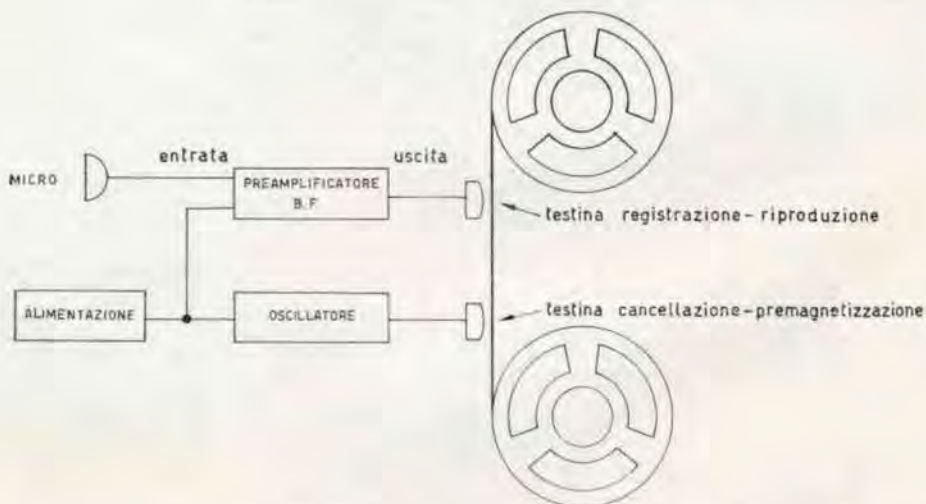 entrata
uscita
MICRO
PREAMPLIFICATORE
B.F
testina registrazione-riproduzione
ALIMENTAZIONE
OSCILLATORE
testina cancellazione-premagnetizzazione